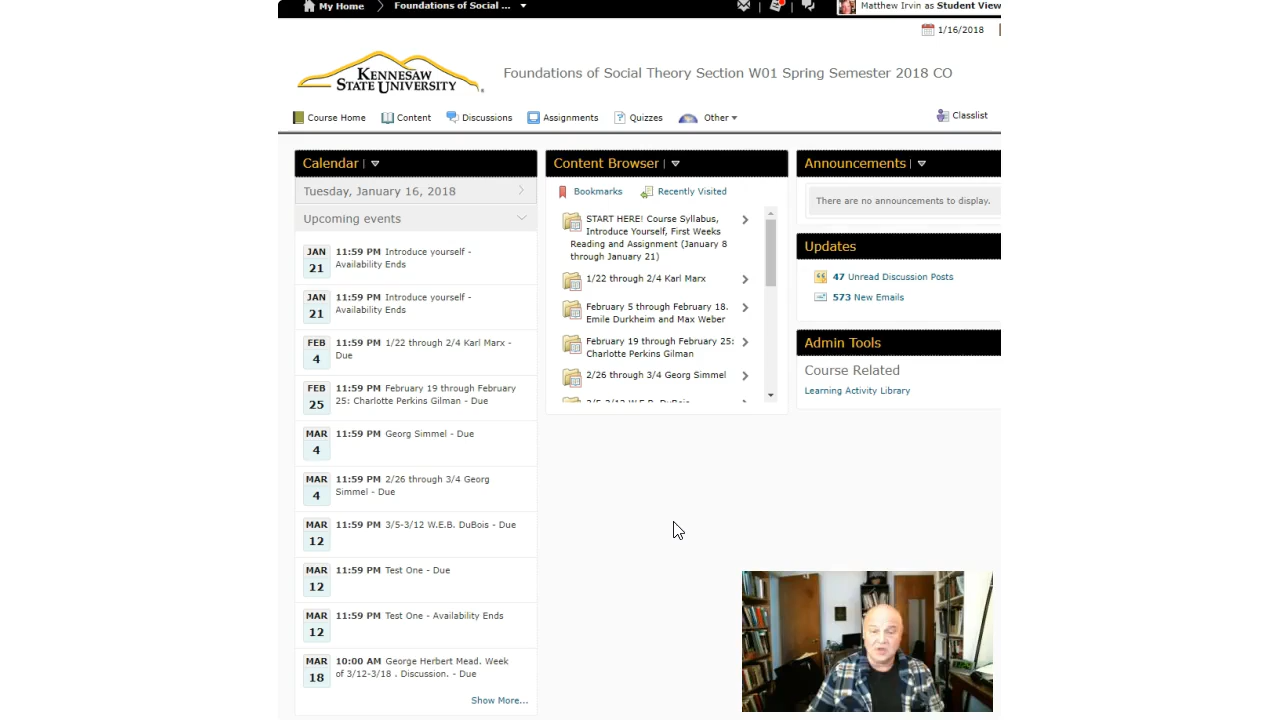 My Home
Foundations of Social ...
Matthew Irvin as Student View
1/16/2018
KENNESAW
STATE UNIVERSITY
Foundations of Social Theory Section W01 Spring Semester 2018 CO
Course Home
Content
Discussions
Assignments
Quizzes
Other
Classlist
Calendar
Tuesday, January 16, 2018
Upcoming events
JAN
21
11:59 PM Introduce yourself -
Availability Ends
JAN
21
11:59 PM Introduce yourself -
Availability Ends
FEB
4
11:59 PM 1/22 through 2/4 Karl Marx -
Due
FEB
25
11:59 PM February 19 through February
25: Charlotte Perkins Gilman - Due
MAR
4
11:59 PM Georg Simmel - Due
MAR
4
11:59 PM 2/26 through 3/4 Georg
Simmel - Due
MAR
12
11:59 PM 3/5-3/12 W.E.B. DuBois - Due
MAR
12
11:59 PM Test One - Due
MAR
12
11:59 PM Test One - Availability Ends
MAR
18
10:00 AM George Herbert Mead. Week
of 3/12-3/18 . Discussion. - Due
Show More...
Content Browser
Bookmarks
Recently Visited
START HERE! Course Syllabus,
Introduce Yourself, First Weeks
Reading and Assignment (January 8
through January 21)
1/22 through 2/4 Karl Marx
February 5 through February 18.
Emile Durkheim and Max Weber
February 19 through February 25:
Charlotte Perkins Gilman
2/26 through 3/4 Georg Simmel
3/5-3/12 W.E.B. DuBois
Announcements
There are no announcements to display.
Updates
47 Unread Discussion Posts
573 New Emails
Admin Tools
Course Related
Learning Activity Library